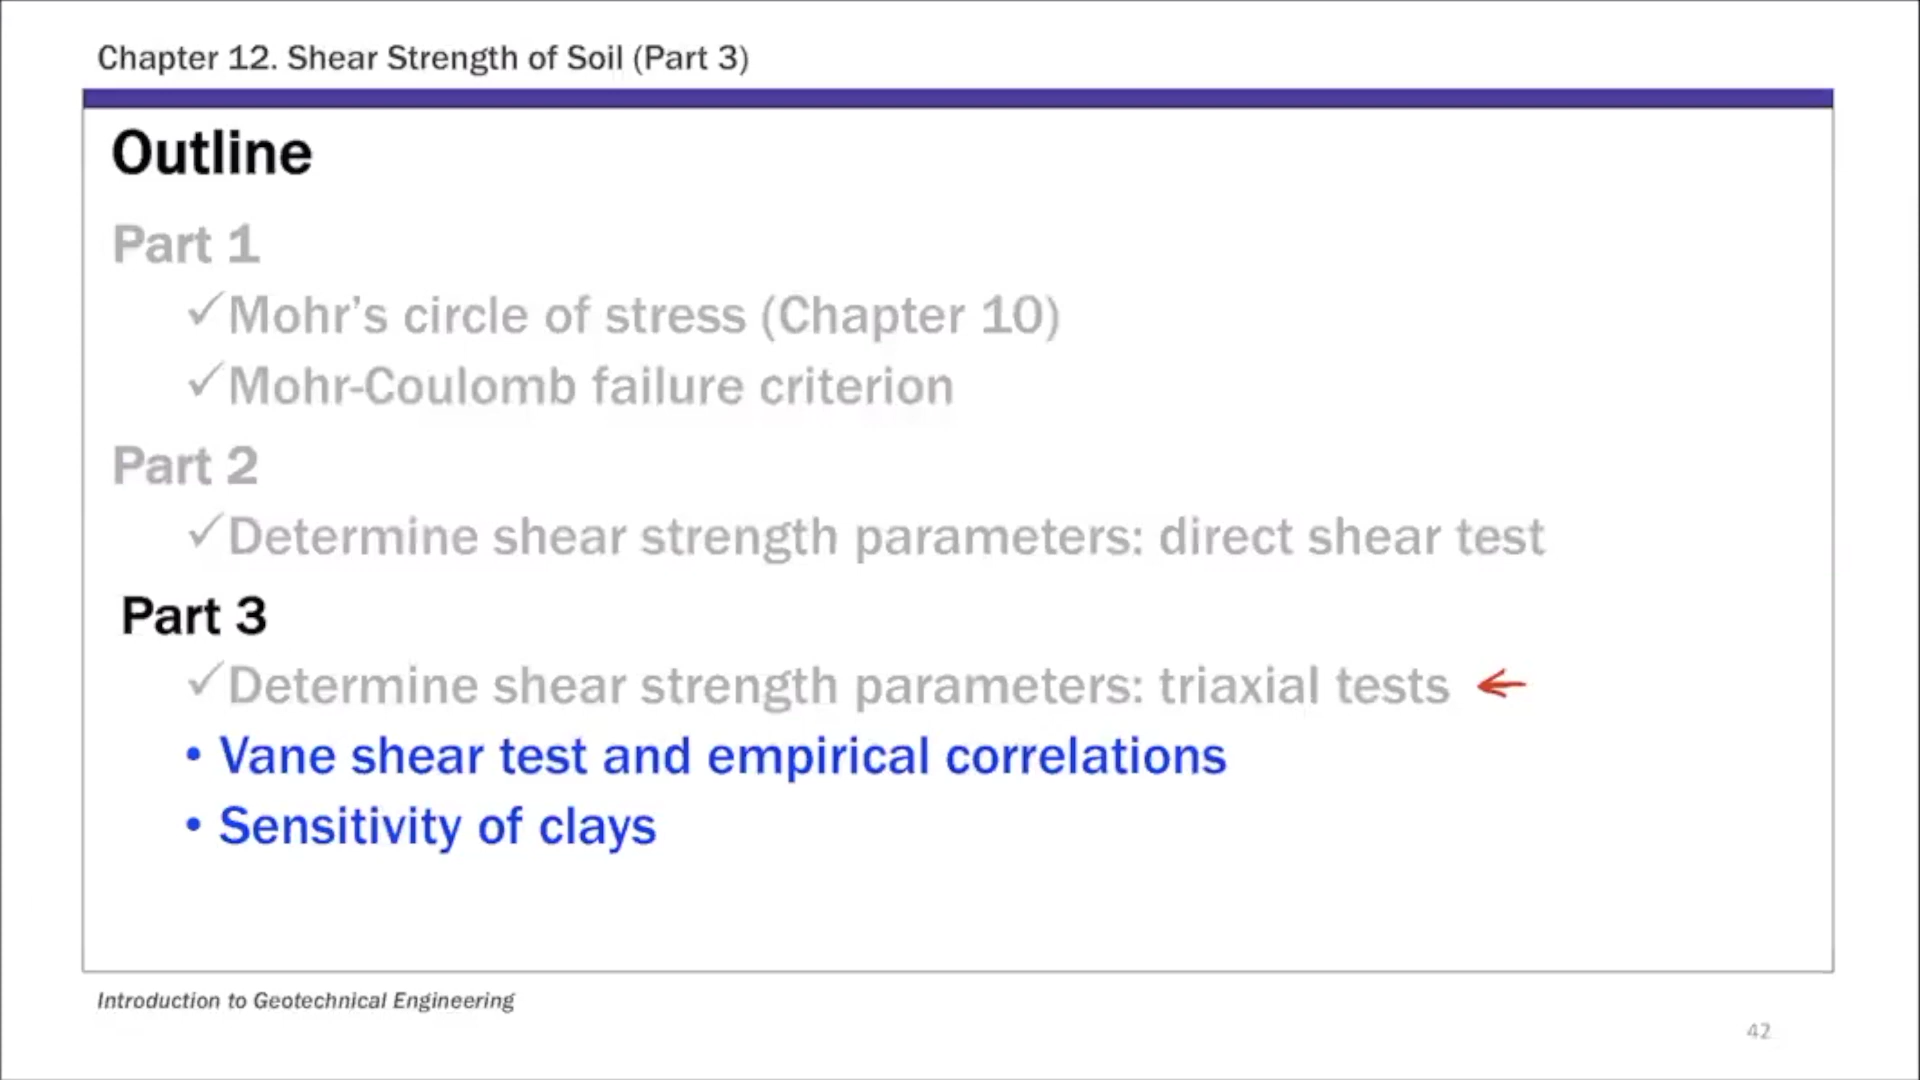 Chapter 12. Shear Strength of Soil (Part 3)
Outline
Part 1
✓Mohr's circle of stress (Chapter 10)
✓Mohr-Coulomb failure criterion
Part 2
✓Determine shear strength parameters: direct shear test
Part 3
✓Determine shear strength parameters: triaxial tests
• Vane shear test and empirical correlations
• Sensitivity of clays
Introduction to Geotechnical Engineering
42